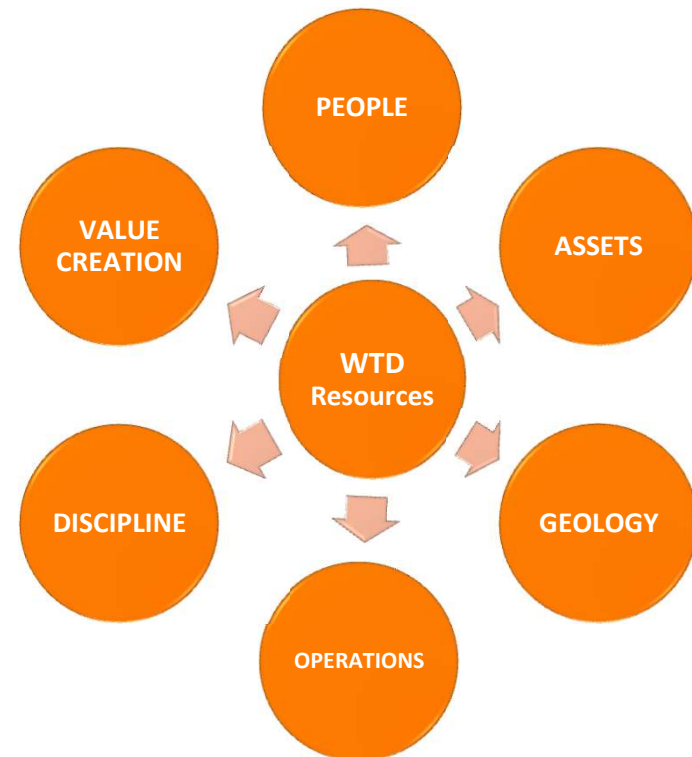 PEOPLE
VALUE
CREATION
ASSETS
WTD
Resources
DISCIPLINE
GEOLOGY
OPERATIONS